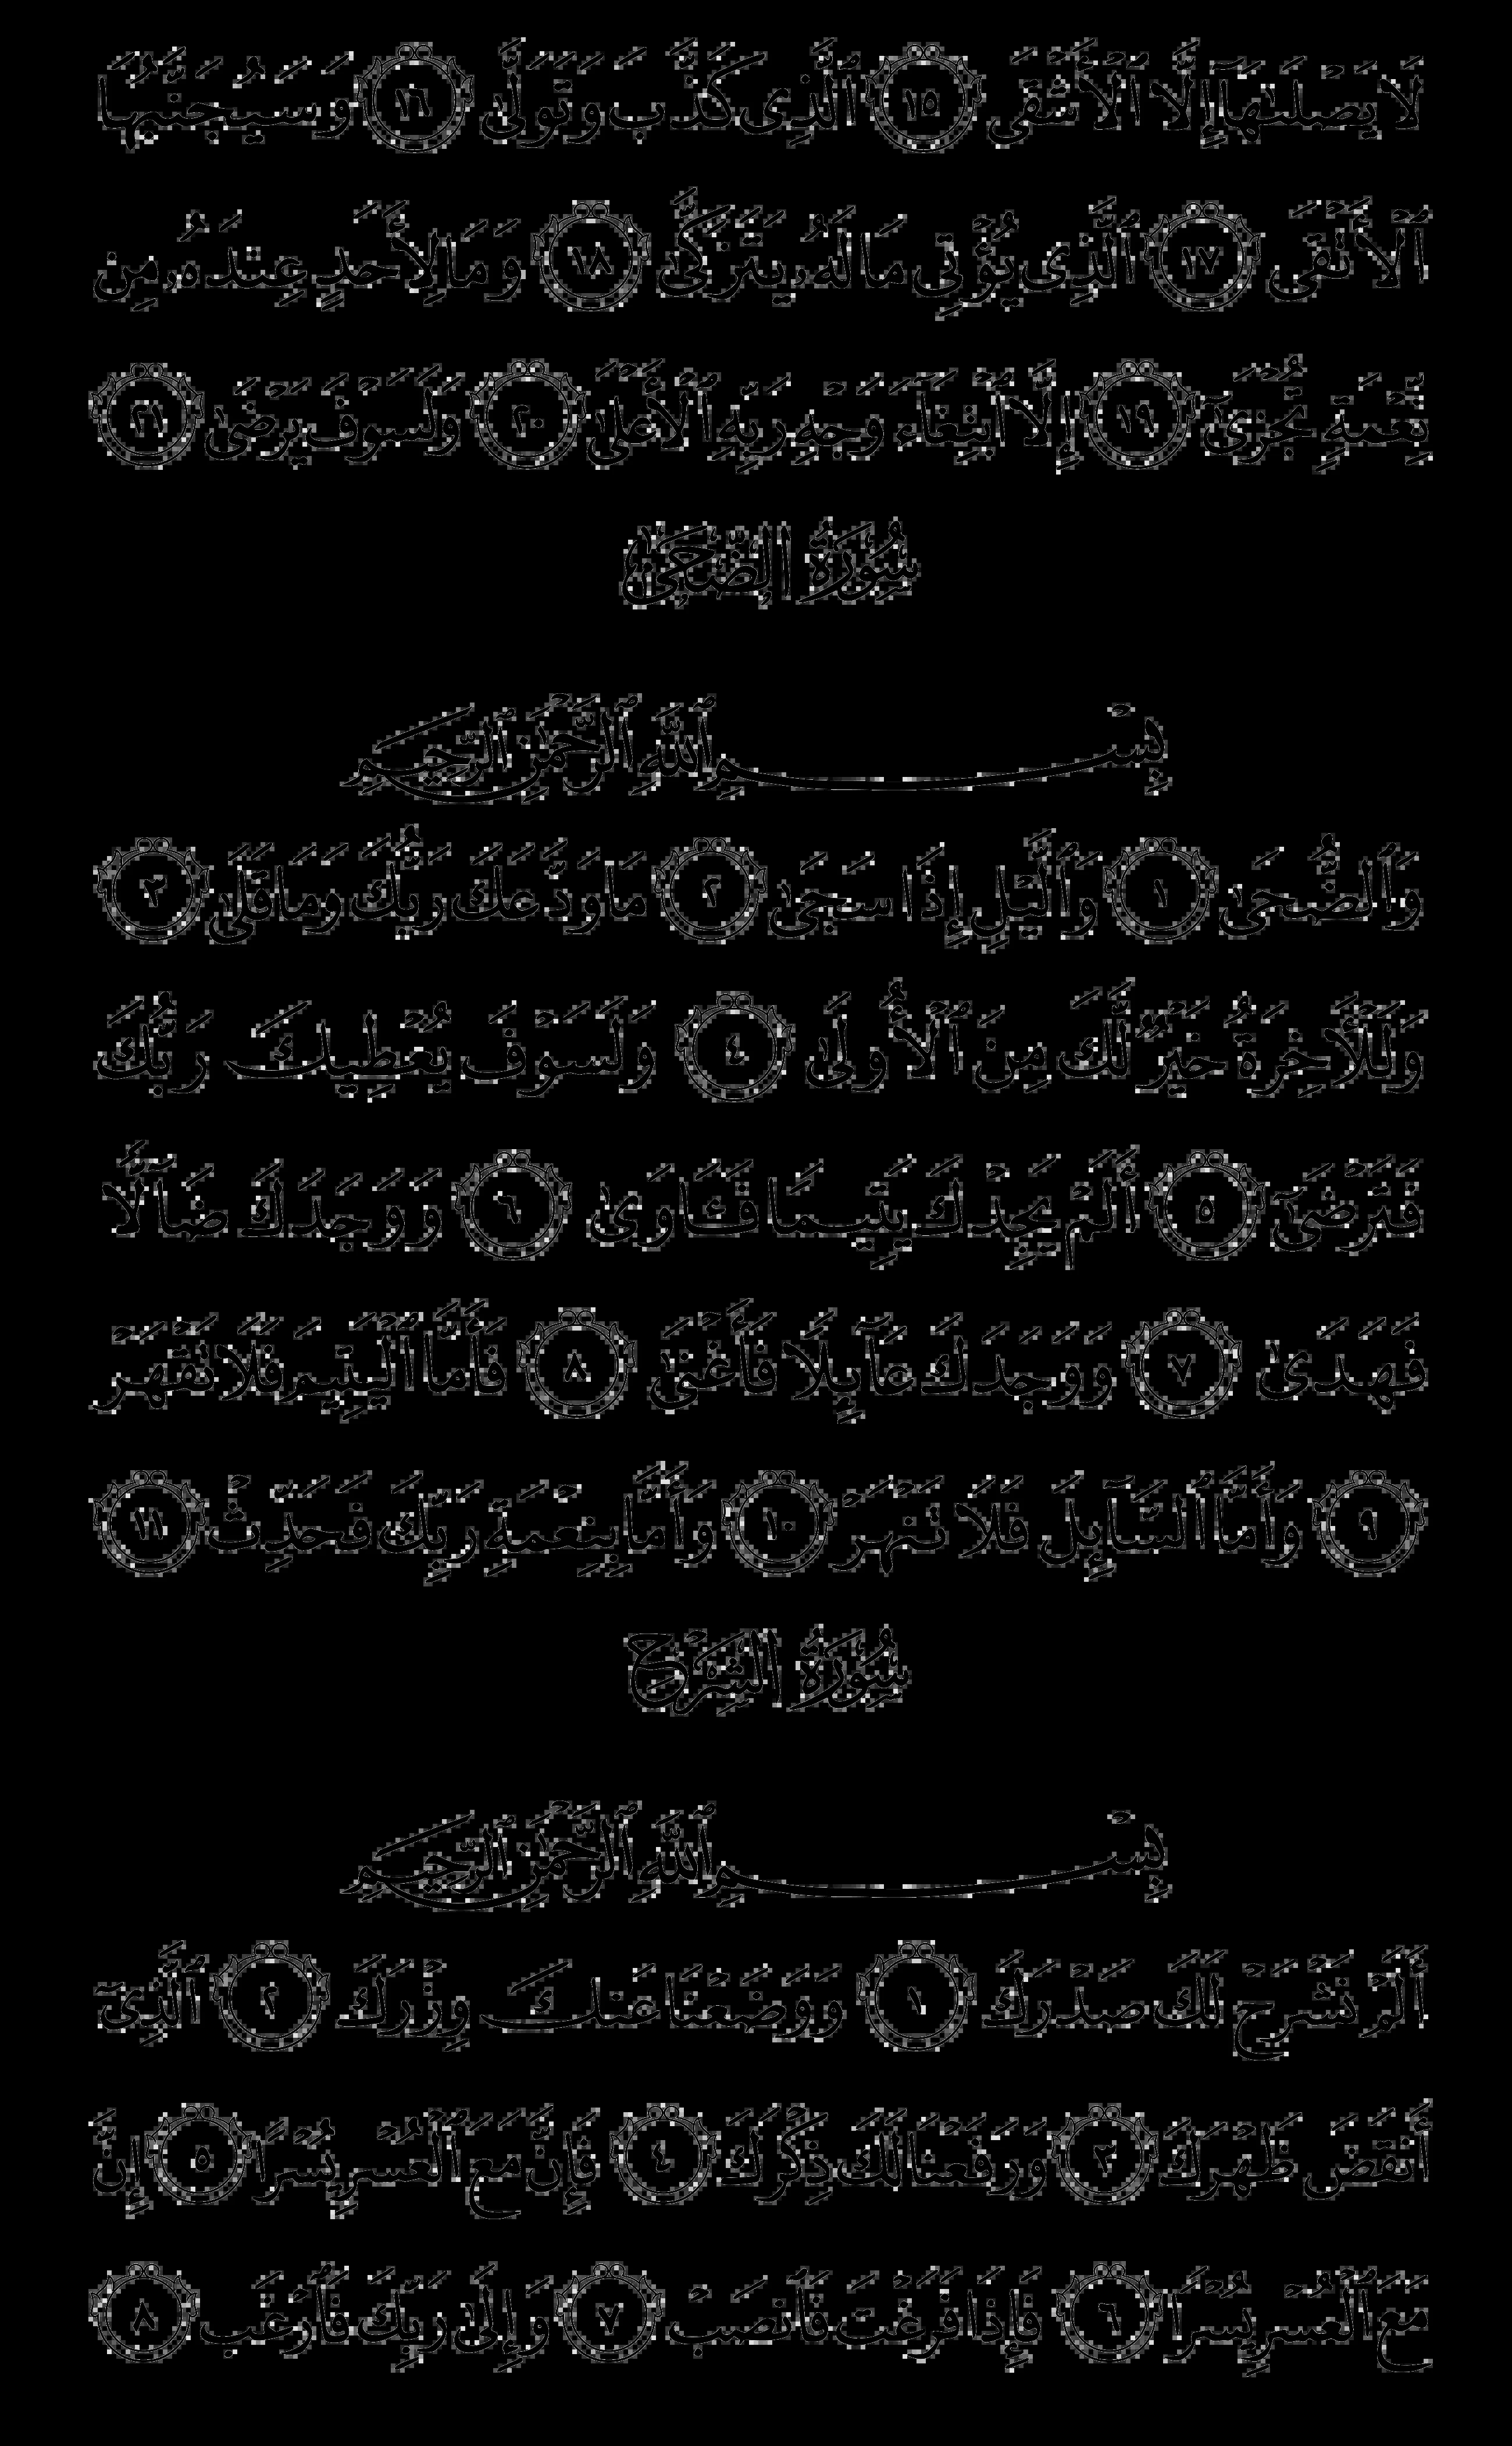 لَا يَصْلَىٰهَآ إِلَّا ٱلْأَشْقَى ١٥ ٱلَّذِى كَذَّبَ وَتَوَلَّىٰ ١٦ وَسَيُجَنَّبُهَا
ٱلْأَتْقَى ١٧ ٱلَّذِى يُؤْتِى مَالَهُۥ يَتَزَكَّىٰ ١٨ وَمَا لِأَحَدٍ عِندَهُۥ مِن
نِّعْمَةٍ تُجْزَىٰٓ ١٩ إِلَّا ٱبْتِغَآءَ وَجْهِ رَبِّهِ ٱلْأَعْلَىٰ ٢٠ وَلَسَوْفَ يَرْضَىٰ ٢١
سُورَةُ الضُّحَىٰ
بِسْمِ ٱللَّهِ ٱلرَّحْمَٰنِ ٱلرَّحِيمِ
وَٱلضُّحَىٰ ١ وَٱلَّيْلِ إِذَا سَجَىٰ ٢ مَا وَدَّعَكَ رَبُّكَ وَمَا قَلَىٰ ٣
وَلَلْءَاخِرَةُ خَيْرٌ لَّكَ مِنَ ٱلْأُولَىٰ ٤ وَلَسَوْفَ يُعْطِيكَ رَبُّكَ
فَتَرْضَىٰٓ ٥ أَلَمْ يَجِدْكَ يَتِيمًا فَـَٔاوَىٰ ٦ وَوَجَدَكَ ضَآلًّا
فَهَدَىٰ ٧ وَوَجَدَكَ عَآئِلًا فَأَغْنَىٰ ٨ فَأَمَّا ٱلْيَتِيمَ فَلَا تَقْهَرْ
٩ وَأَمَّا ٱلسَّآئِلَ فَلَا تَنْهَرْ ١٠ وَأَمَّا بِنِعْمَةِ رَبِّكَ فَحَدِّثْ ١١
سُورَةُ الشَّرْحِ
بِسْمِ ٱللَّهِ ٱلرَّحْمَٰنِ ٱلرَّحِيمِ
أَلَمْ نَشْرَحْ لَكَ صَدْرَكَ ١ وَوَضَعْنَا عَنكَ وِزْرَكَ ٢ ٱلَّذِىٓ
أَنقَضَ ظَهْرَكَ ٣ وَرَفَعْنَا لَكَ ذِكْرَكَ ٤ فَإِنَّ مَعَ ٱلْعُسْرِ يُسْرًا ٥ إِنَّ
مَعَ ٱلْعُسْرِ يُسْرًا ٦ فَإِذَا فَرَغْتَ فَٱنصَبْ ٧ وَإِلَىٰ رَبِّكَ فَٱرْغَب ٨